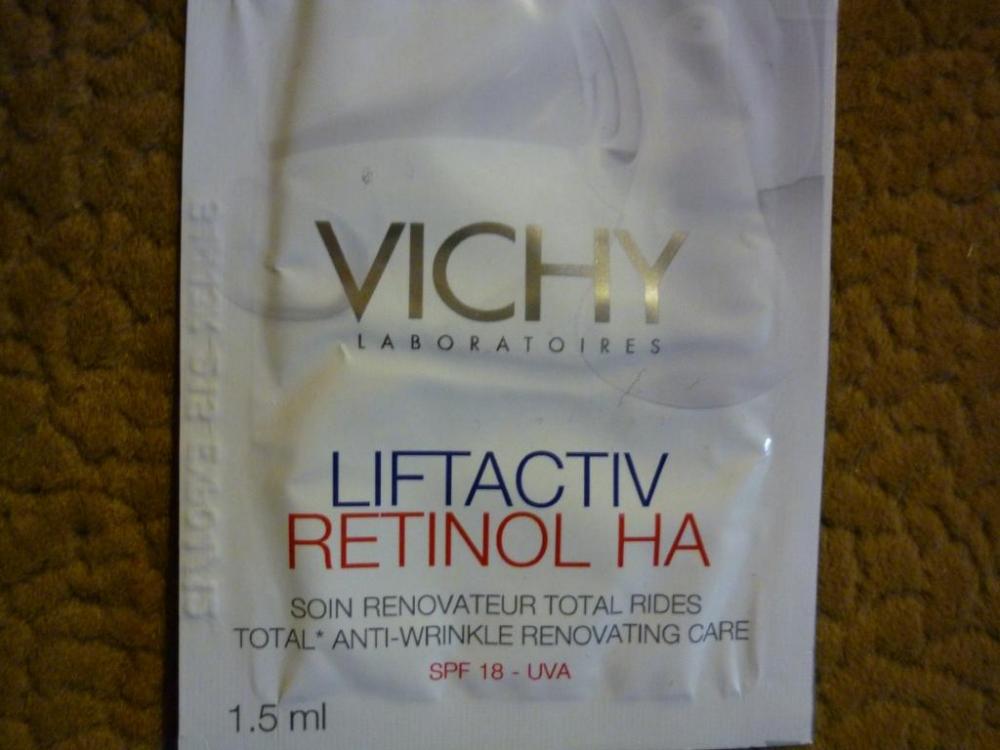 VICHY
LABORATOIRES
LIFTACTIV
RETINOL HA
SOIN RENOVATEUR TOTAL RIDES
TOTAL* ANTI-WRINKLE RENOVATING CARE
SPF 18 - UVA
1.5 ml